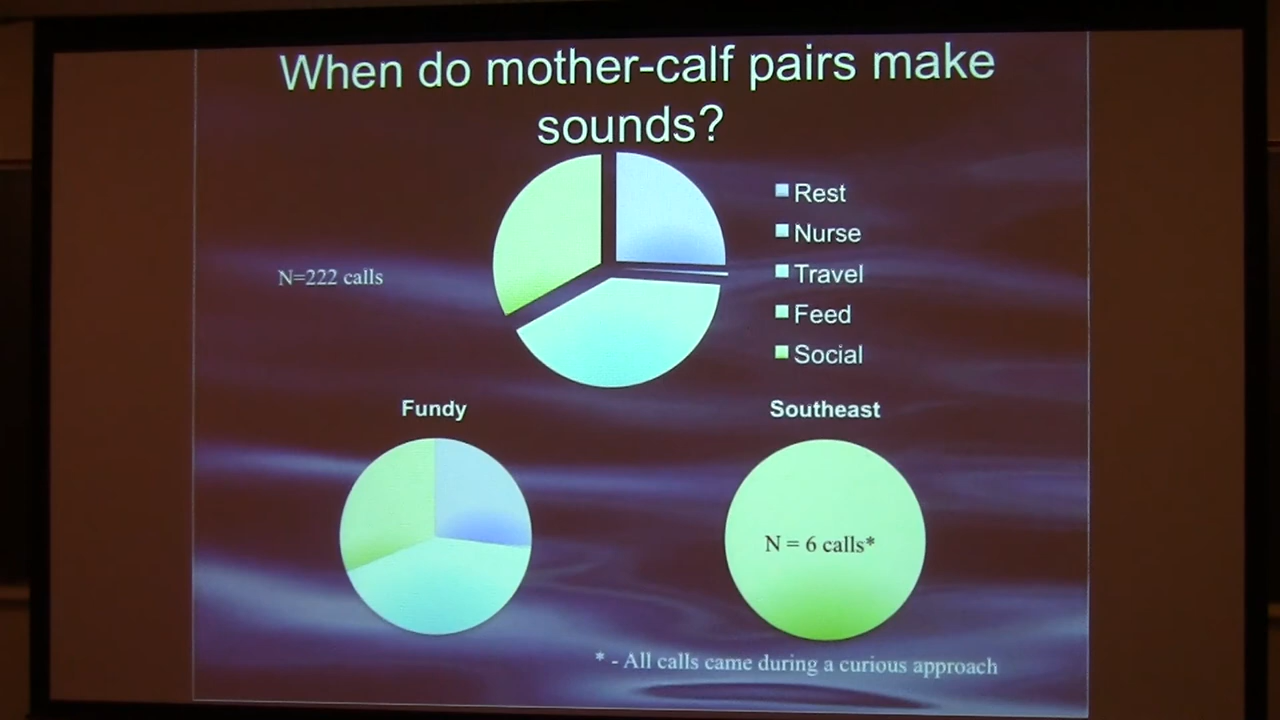 When do mother-calf pairs make
sounds?
N=222 calls
Rest
Nurse
Travel
Feed
Social
Fundy
Southeast
N = 6 calls*
* - All calls came during a curious approach